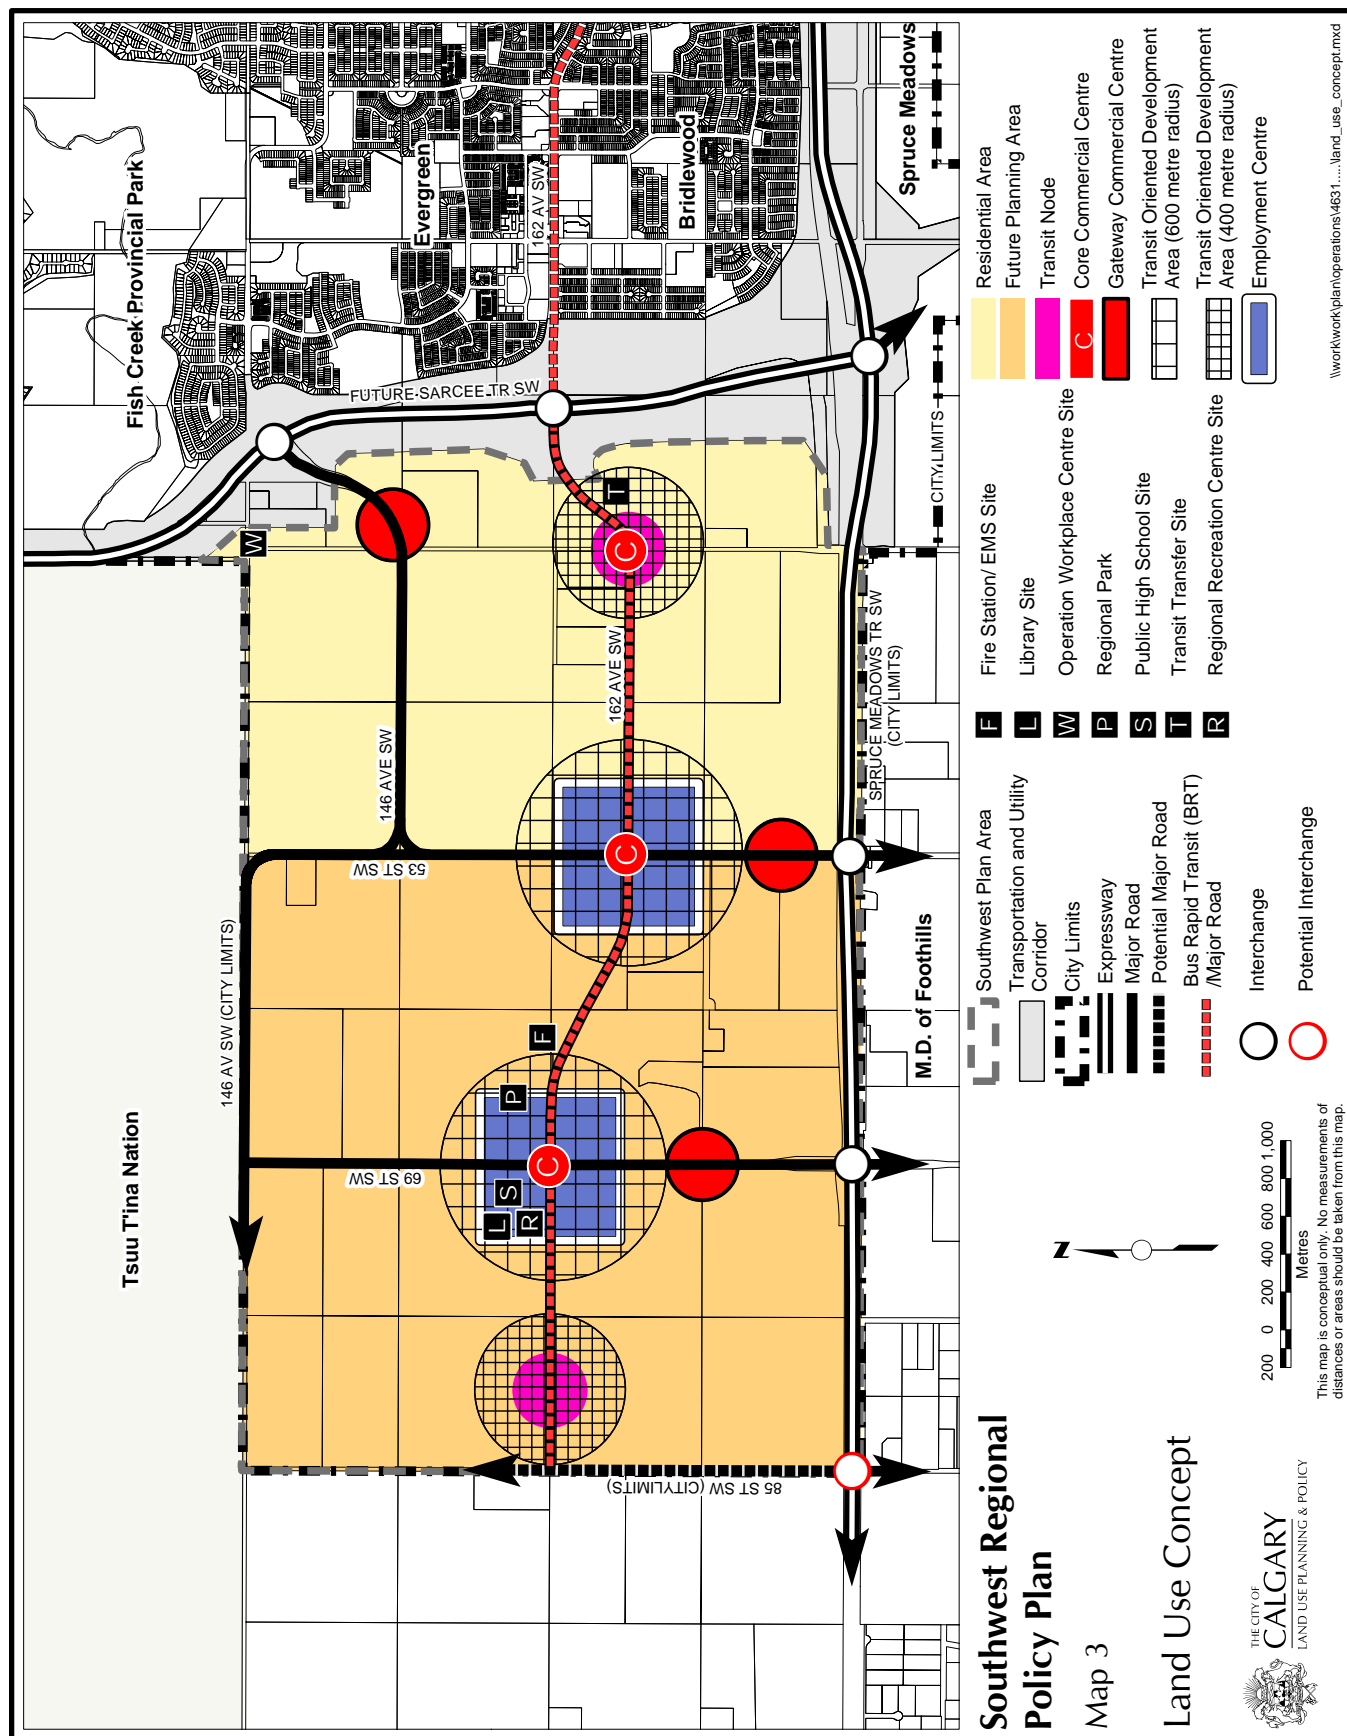 Tsuu T'ina Nation
Fish Creek Provincial Park
Evergreen
Bridlewood
Spruce Meadows
M.D. of Foothills
146 AV SW (CITY LIMITS)
146 AVE SW
53 ST SW
69 ST SW
85 ST SW (CITYLIMITS)
162 AVE SW
162 AV SW
FUTURE SARCEE TR SW
SPRUCE MEADOWS TR SW
(CITY LIMITS)
CITY LIMITS
W
T
C
C
C
F
P
S
L
R
Southwest Regional
Policy Plan
Map 3
Land Use Concept
THE CITY OF
CALGARY
LAND USE PLANNING & POLICY
N
200 0 200 400 600 800 1,000
Metres
This map is conceptual only. No measurements of
distances or areas should be taken from this map.
Southwest Plan Area
Transportation and Utility
Corridor
City Limits
Expressway
Major Road
Potential Major Road
Bus Rapid Transit (BRT)
/Major Road
Interchange
Potential Interchange
F Fire Station/ EMS Site
L Library Site
W Operation Workplace Centre Site
P Regional Park
S Public High School Site
T Transit Transfer Site
R Regional Recreation Centre Site
Residential Area
Future Planning Area
Transit Node
C Core Commercial Centre
Gateway Commercial Centre
Transit Oriented Development
Area (600 metre radius)
Transit Oriented Development
Area (400 metre radius)
Employment Centre
\\work\work\plan\operations\4631.....\land_use_concept.mxd